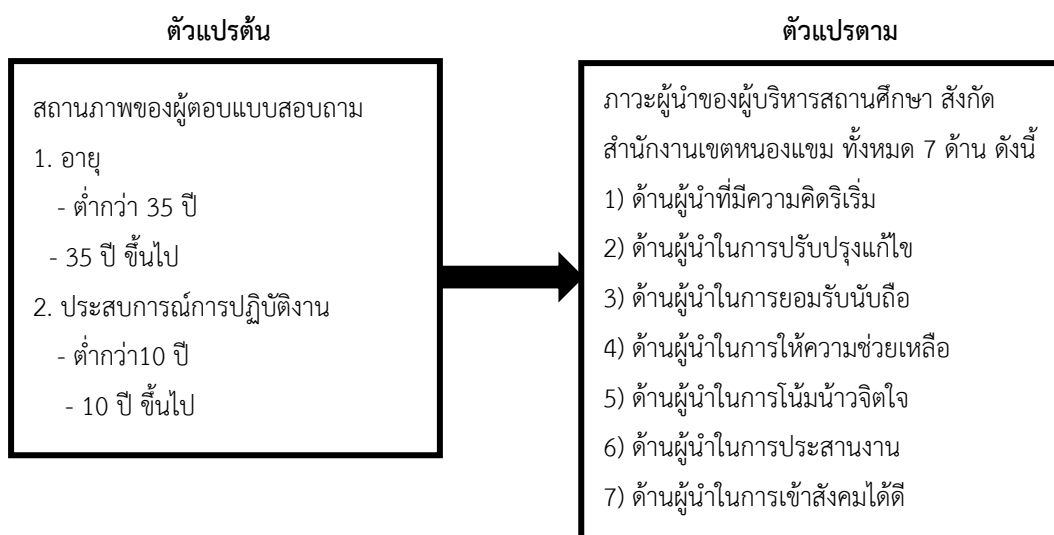 ตัวแปรต้น
สถานภาพของผู้ตอบแบบสอบถาม
1. อายุ
- ต่ำกว่า 35 ปี
- 35 ปี ขึ้นไป
2. ประสบการณ์การปฏิบัติงาน
- ต่ำกว่า10 ปี
- 10 ปี ขึ้นไป
ตัวแปรตาม
ภาวะผู้นำของผู้บริหารสถานศึกษา สังกัด
สำนักงานเขตหนองแขม ทั้งหมด 7 ด้าน ดังนี้
1) ด้านผู้นำที่มีความคิดริเริ่ม
2) ด้านผู้นำในการปรับปรุงแก้ไข
3) ด้านผู้นำในการยอมรับนับถือ
4) ด้านผู้นำในการให้ความช่วยเหลือ
5) ด้านผู้นำในการโน้มน้าวจิตใจ
6) ด้านผู้นำในการประสานงาน
7) ด้านผู้นำในการเข้าสังคมได้ดี